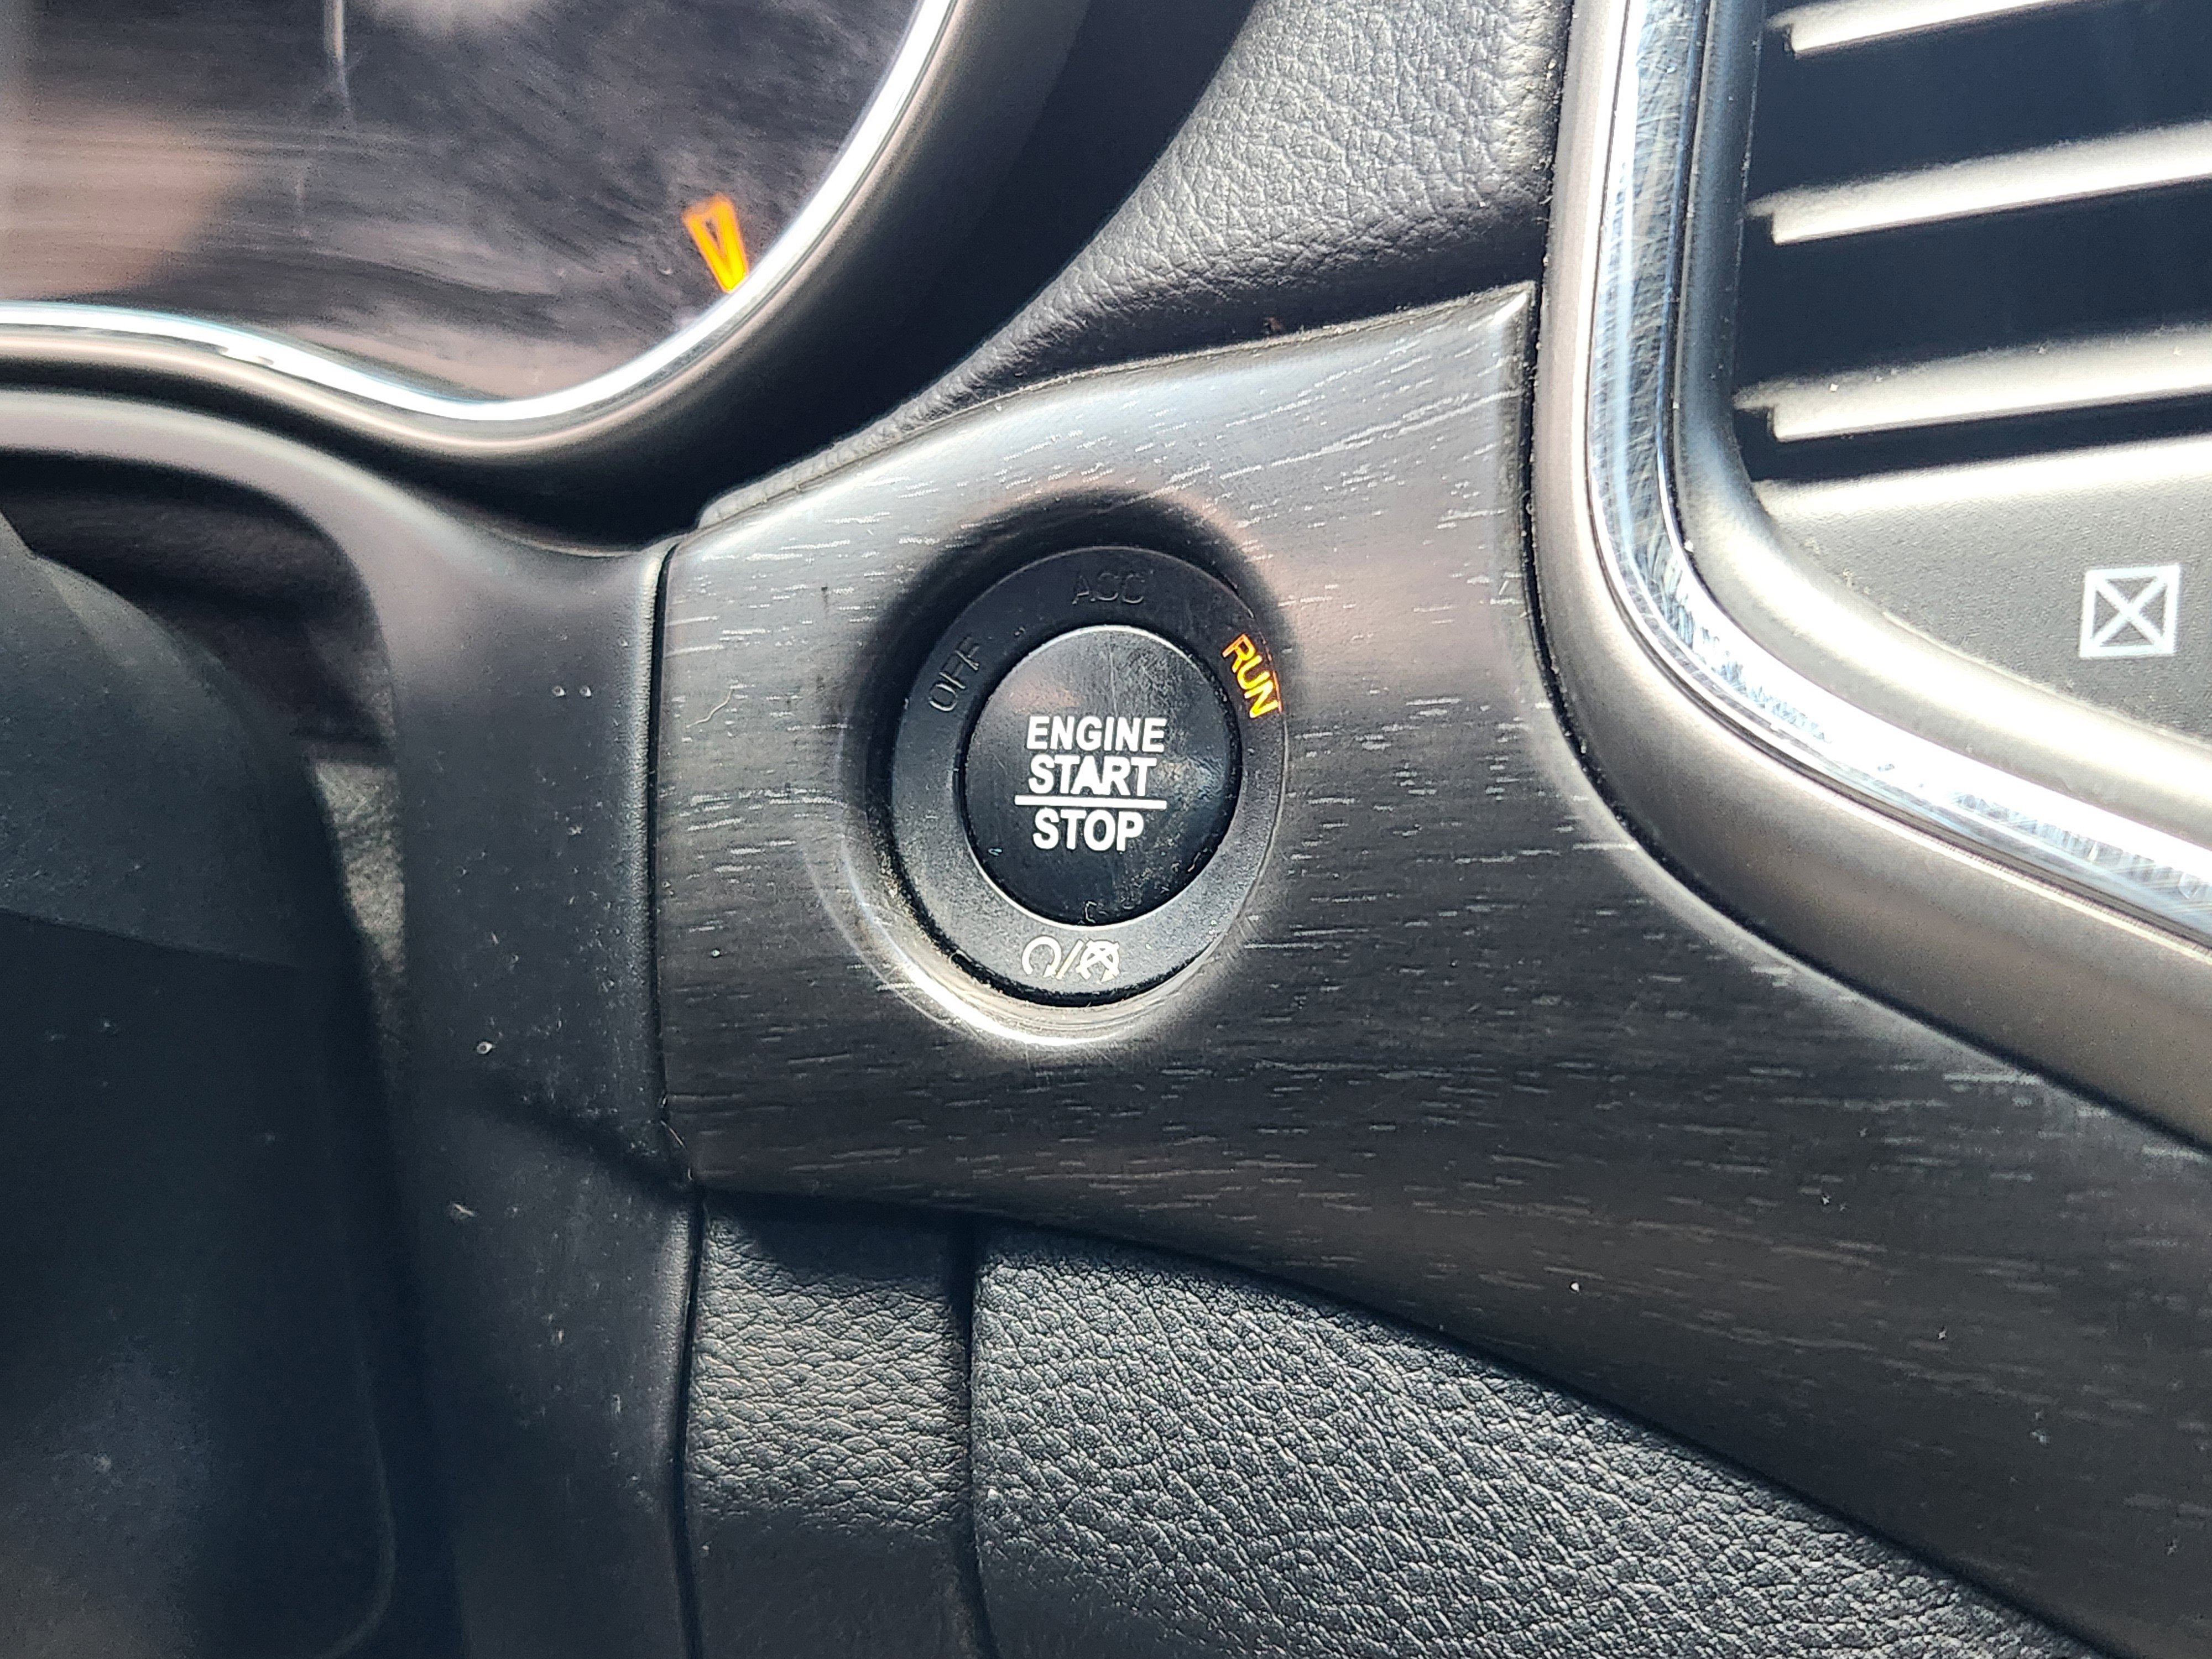 ACC
OFF
RUN
ENGINE
START
STOP